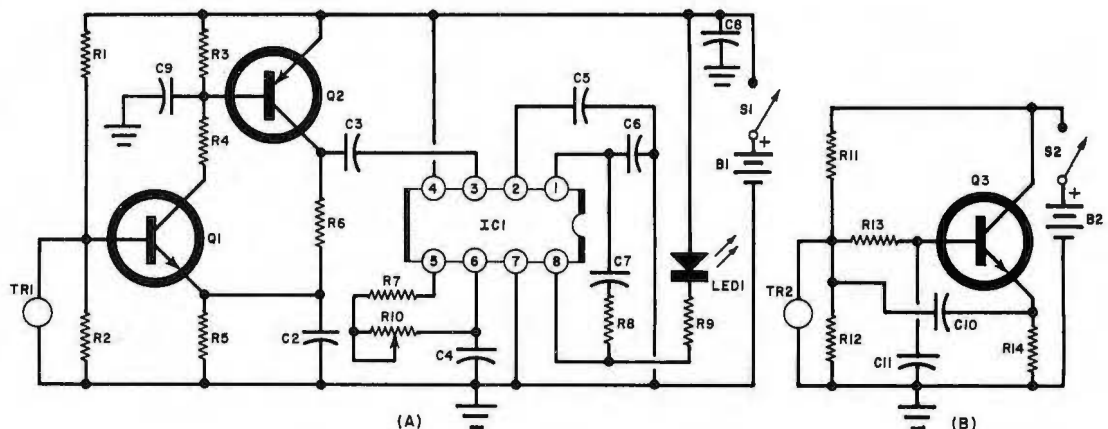 R1
R3
C9
Q2
R4
C3
Q1
R6
TR1
R2
R5
C2
4
3
2
1
IC1
5
6
7
8
R7
R10
C4
C5
C6
C7
R8
LED1
R9
C8
S1
+
B1
(A)
R11
Q3
S2
+
B2
R13
TR2
C10
R12
C11
R14
(B)